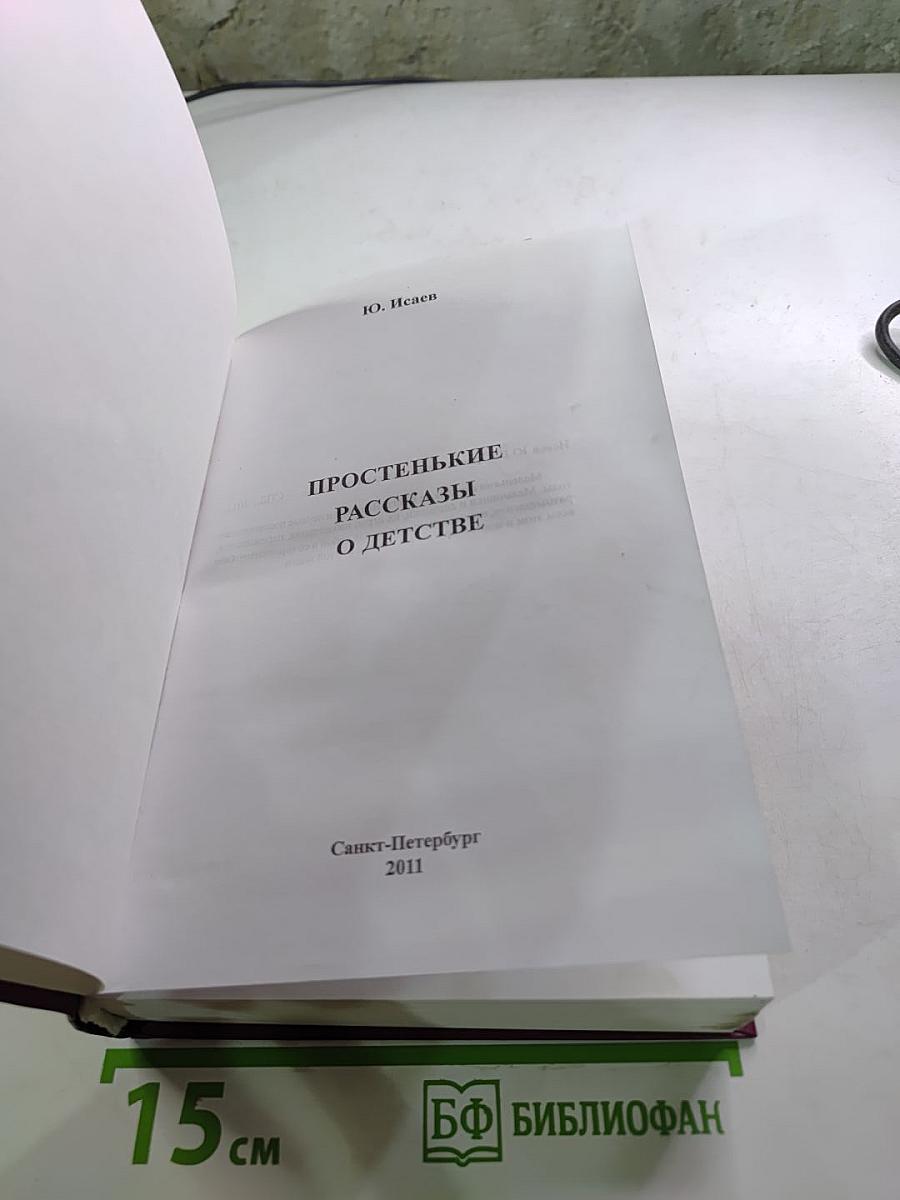 Ю. Исаев
ПРОСТЕНЬКИЕ
РАССКАЗЫ
О ДЕТСТВЕ
Санкт-Петербург
2011
15 см
БФ БИБЛИОФАН